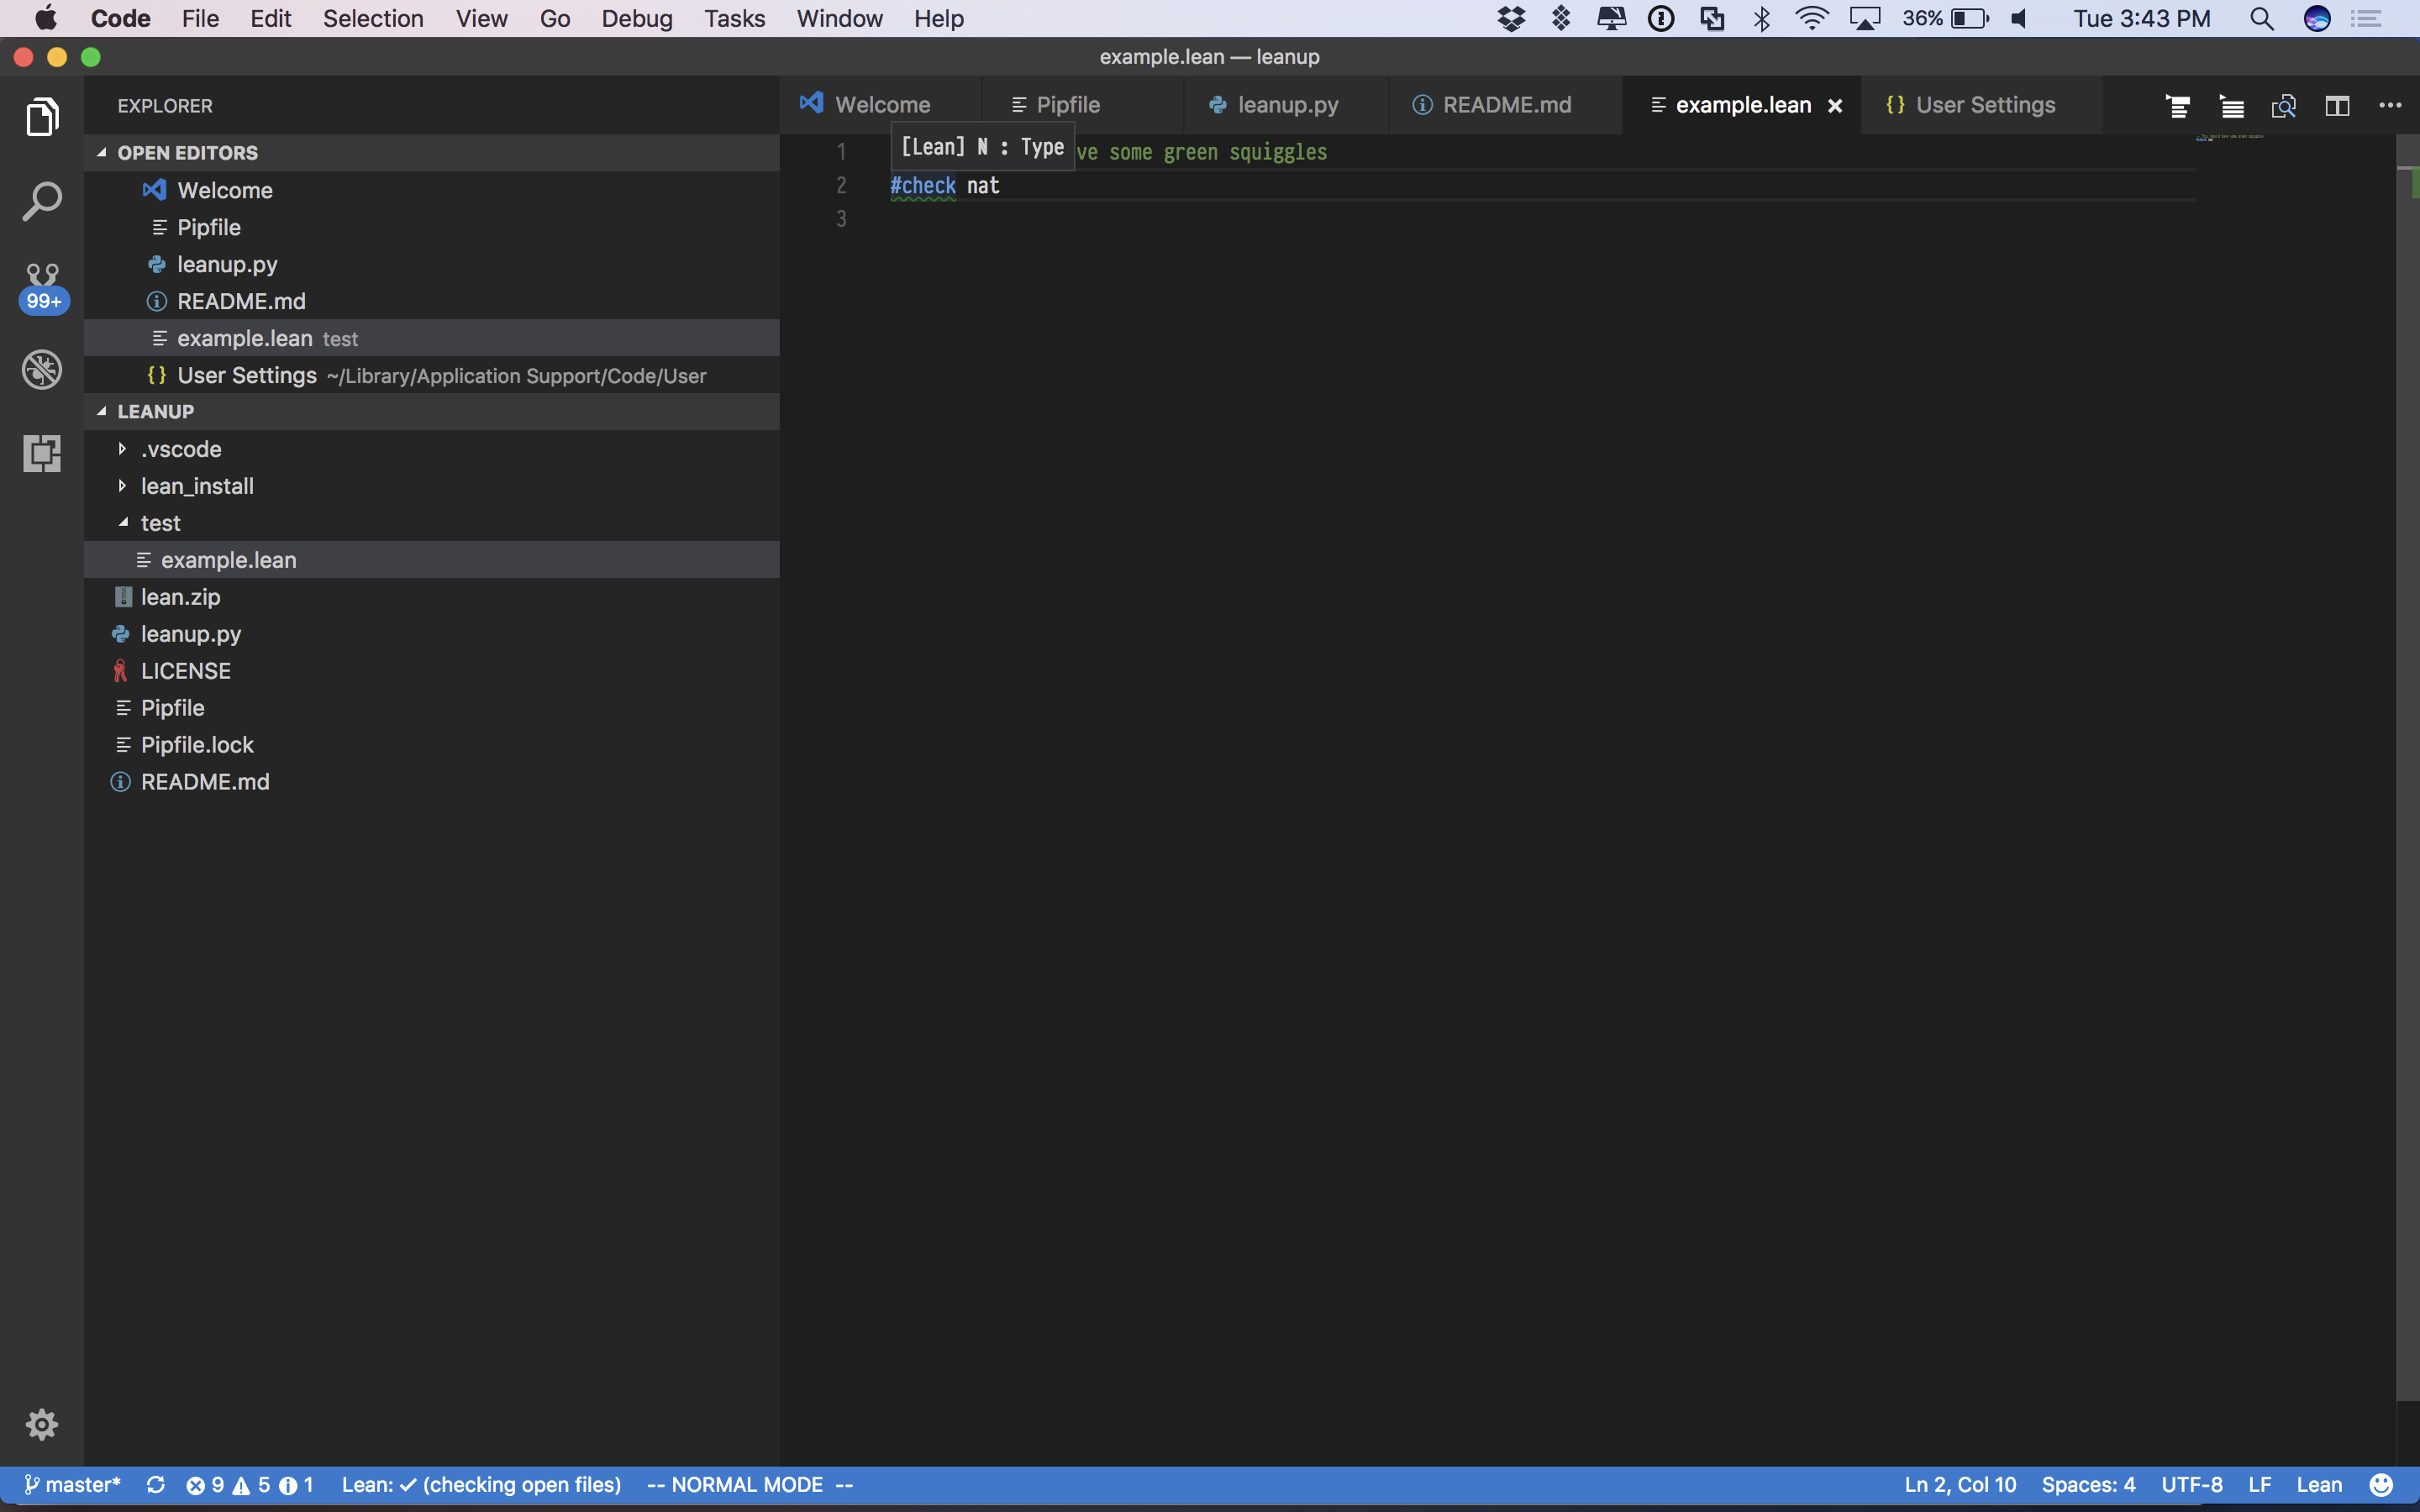 Code File Edit Selection View Go Debug Tasks Window Help 36% Tue 3:43 PM
example.lean — leanup
EXPLORER
Welcome Pipfile leanup.py README.md example.lean User Settings
OPEN EDITORS
Welcome
Pipfile
leanup.py
README.md
example.lean test
User Settings ~/Library/Application Support/Code/User
99+
LEANUP
.vscode
lean_install
test
example.lean
lean.zip
leanup.py
LICENSE
Pipfile
Pipfile.lock
README.md
[Lean] ℕ : Type
1 ve some green squiggles
2 #check nat
3
master* 9 5 1 Lean: ✓ (checking open files) -- NORMAL MODE -- Ln 2, Col 10 Spaces: 4 UTF-8 LF Lean